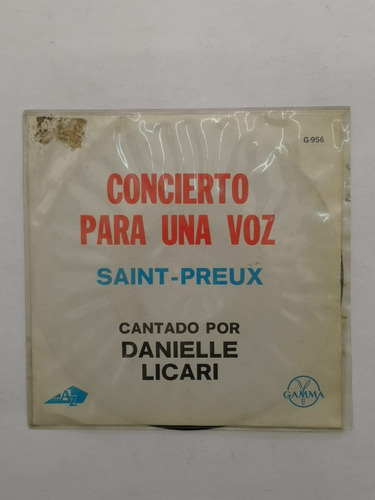 G-956
CONCIERTO
PARA UNA VOZ
SAINT-PREUX
CANTADO POR
DANIELLE
LICARI
AZ
GAMMA